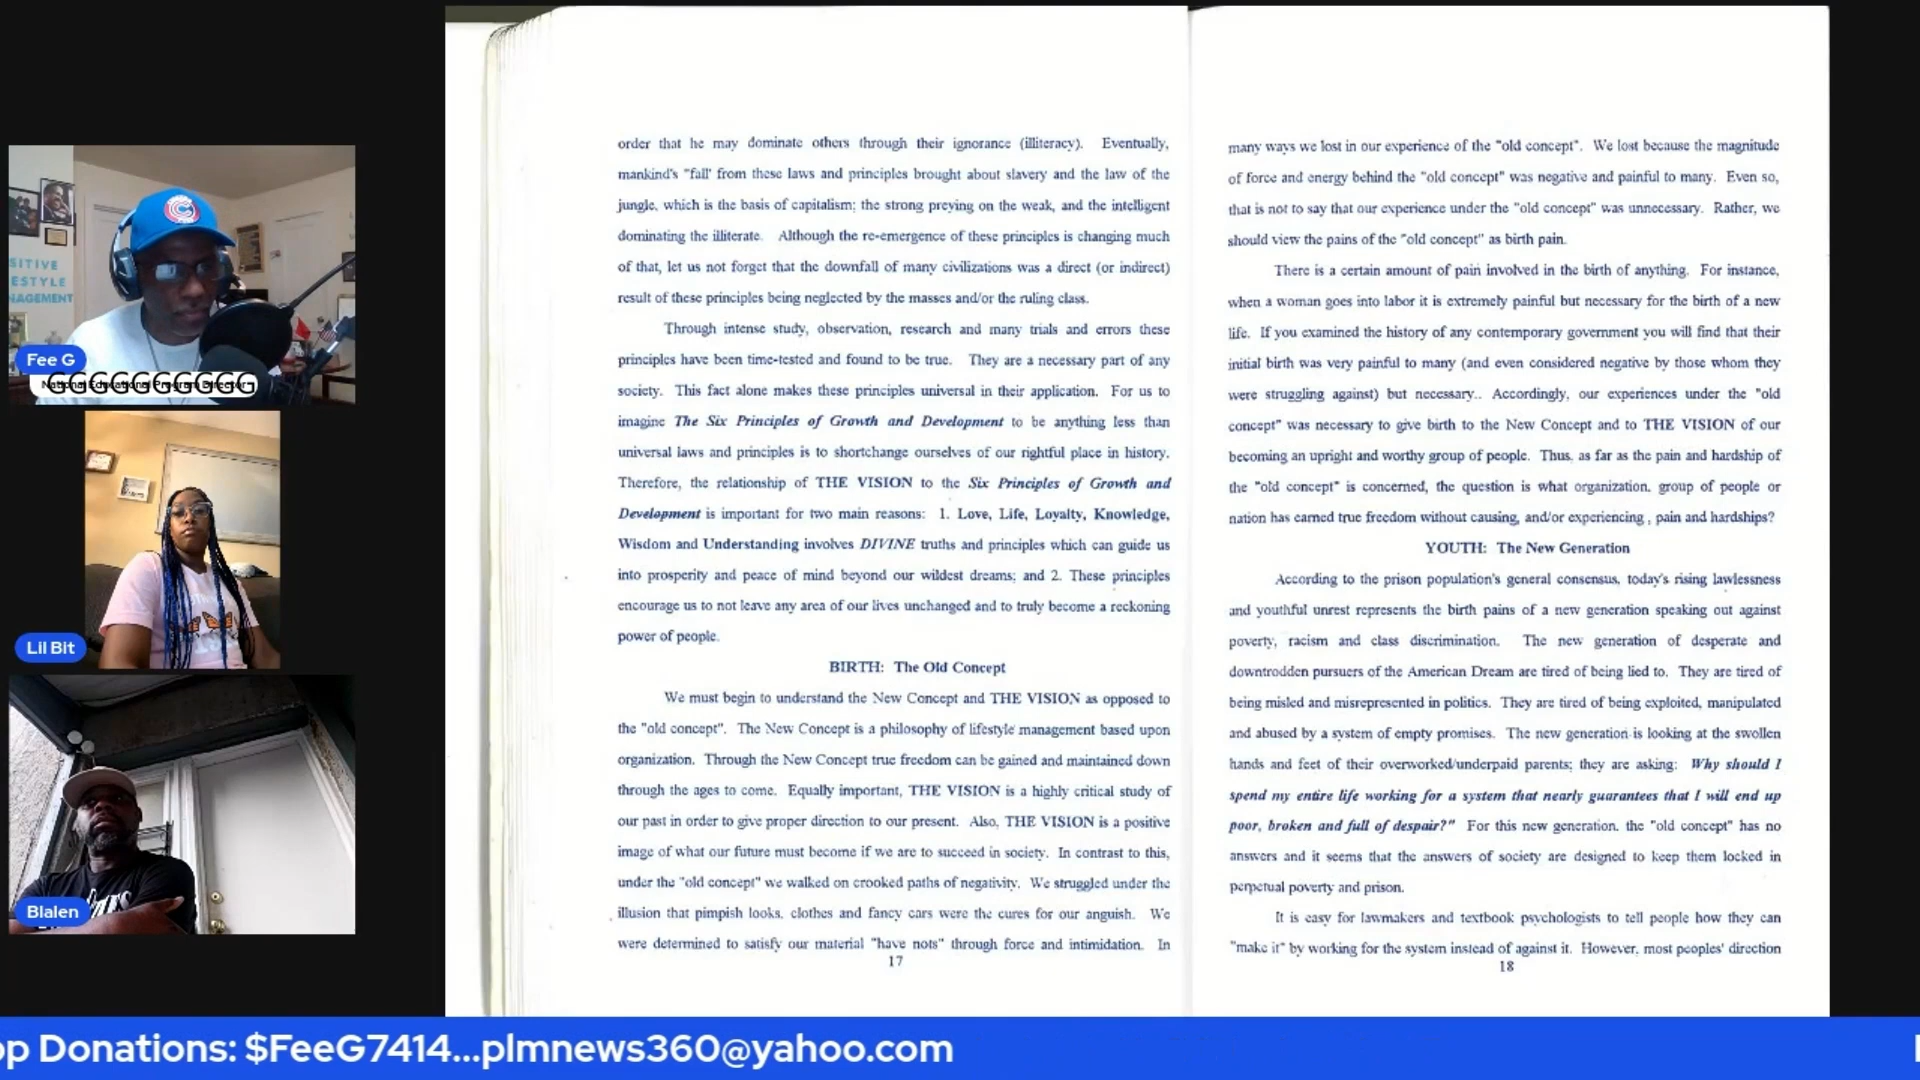 SITIVE
ESTYLE
NAGEMENT
Fee G
National Educational Program Director
GGGGGGGGGG
Lil Bit
Blalen
order that he may dominate others through their ignorance (illiteracy). Eventually,
mankind's "fall' from these laws and principles brought about slavery and the law of the
jungle, which is the basis of capitalism; the strong preying on the weak, and the intelligent
dominating the illiterate. Although the re-emergence of these principles is changing much
of that, let us not forget that the downfall of many civilizations was a direct (or indirect)
result of these principles being neglected by the masses and/or the ruling class.
Through intense study, observation, research and many trials and errors these
principles have been time-tested and found to be true. They are a necessary part of any
society. This fact alone makes these principles universal in their application. For us to
imagine The Six Principles of Growth and Development to be anything less than
universal laws and principles is to shortchange ourselves of our rightful place in history.
Therefore, the relationship of THE VISION to the Six Principles of Growth and
Development is important for two main reasons: 1. Love, Life, Loyalty, Knowledge,
Wisdom and Understanding involves DIVINE truths and principles which can guide us
into prosperity and peace of mind beyond our wildest dreams; and 2. These principles
encourage us to not leave any area of our lives unchanged and to truly become a reckoning
power of people.
BIRTH: The Old Concept
We must begin to understand the New Concept and THE VISION as opposed to
the "old concept". The New Concept is a philosophy of lifestyle management based upon
organization. Through the New Concept true freedom can be gained and maintained down
through the ages to come. Equally important, THE VISION is a highly critical study of
our past in order to give proper direction to our present. Also, THE VISION is a positive
image of what our future must become if we are to succeed in society. In contrast to this,
under the "old concept" we walked on crooked paths of negativity. We struggled under the
illusion that pimpish looks, clothes and fancy cars were the cures for our anguish. We
were determined to satisfy our material "have nots" through force and intimidation. In
17
many ways we lost in our experience of the "old concept". We lost because the magnitude
of force and energy behind the "old concept" was negative and painful to many. Even so,
that is not to say that our experience under the "old concept" was unnecessary. Rather, we
should view the pains of the "old concept" as birth pain.
There is a certain amount of pain involved in the birth of anything. For instance,
when a woman goes into labor it is extremely painful but necessary for the birth of a new
life. If you examined the history of any contemporary government you will find that their
initial birth was very painful to many (and even considered negative by those whom they
were struggling against) but necessary.. Accordingly, our experiences under the "old
concept" was necessary to give birth to the New Concept and to THE VISION of our
becoming an upright and worthy group of people. Thus, as far as the pain and hardship of
the "old concept" is concerned, the question is what organization, group of people or
nation has earned true freedom without causing, and/or experiencing , pain and hardships?
YOUTH: The New Generation
According to the prison population's general consensus, today's rising lawlessness
and youthful unrest represents the birth pains of a new generation speaking out against
poverty, racism and class discrimination. The new generation of desperate and
downtrodden pursuers of the American Dream are tired of being lied to. They are tired of
being misled and misrepresented in politics. They are tired of being exploited, manipulated
and abused by a system of empty promises. The new generation is looking at the swollen
hands and feet of their overworked/underpaid parents; they are asking: Why should I
spend my entire life working for a system that nearly guarantees that I will end up
poor, broken and full of despair?" For this new generation, the "old concept" has no
answers and it seems that the answers of society are designed to keep them locked in
perpetual poverty and prison.
It is easy for lawmakers and textbook psychologists to tell people how they can
"make it" by working for the system instead of against it. However, most peoples' direction
18
op Donations: $FeeG7414...plmnews360@yahoo.com